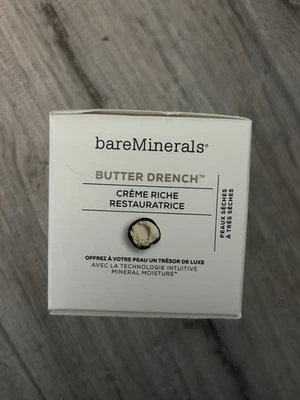 bareMinerals®
BUTTER DRENCH™
CRÈME RICHE
RESTAURATRICE
PEAUX SÈCHES
À TRÈS SÈCHES
OFFREZ À VOTRE PEAU UN TRÉSOR DE LUXE
AVEC LA TECHNOLOGIE INTUITIVE
MINERAL MOISTURE™